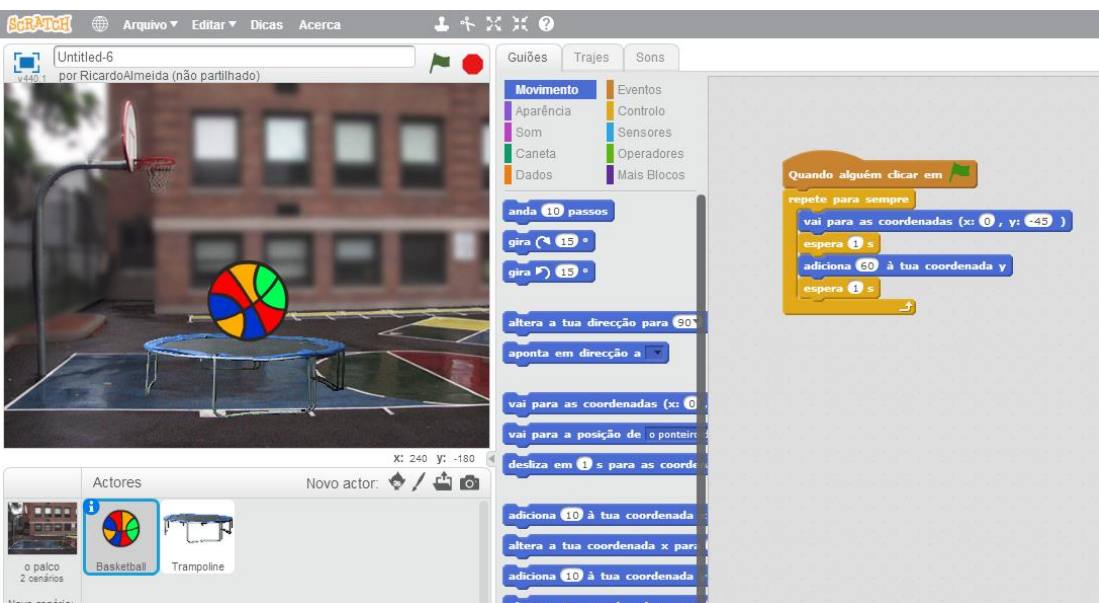 SCRATCH Arquivo Editar Dicas Acerca
Untitled-6
v440.1 por RicardoAlmeida (não partilhado)
x: 240 y: -180
Actores Novo actor:
o palco
2 cenários
Basketball
Trampoline
Guiões Trajes Sons
Movimento Eventos
Aparência Controlo
Som Sensores
Caneta Operadores
Dados Mais Blocos
anda 10 passos
gira 15 °
gira 15 °
altera a tua direcção para 90
aponta em direcção a
vai para as coordenadas (x: 0
vai para a posição de o ponteiro
desliza em 1 s para as
adiciona 10 à tua coordenada
altera a tua coordenada x para
adiciona 10 à tua coordenada
Quando alguém clicar em
repete para sempre
vai para as coordenadas (x: 0 , y: -45 )
espera 1 s
adiciona 60 à tua coordenada y
espera 1 s